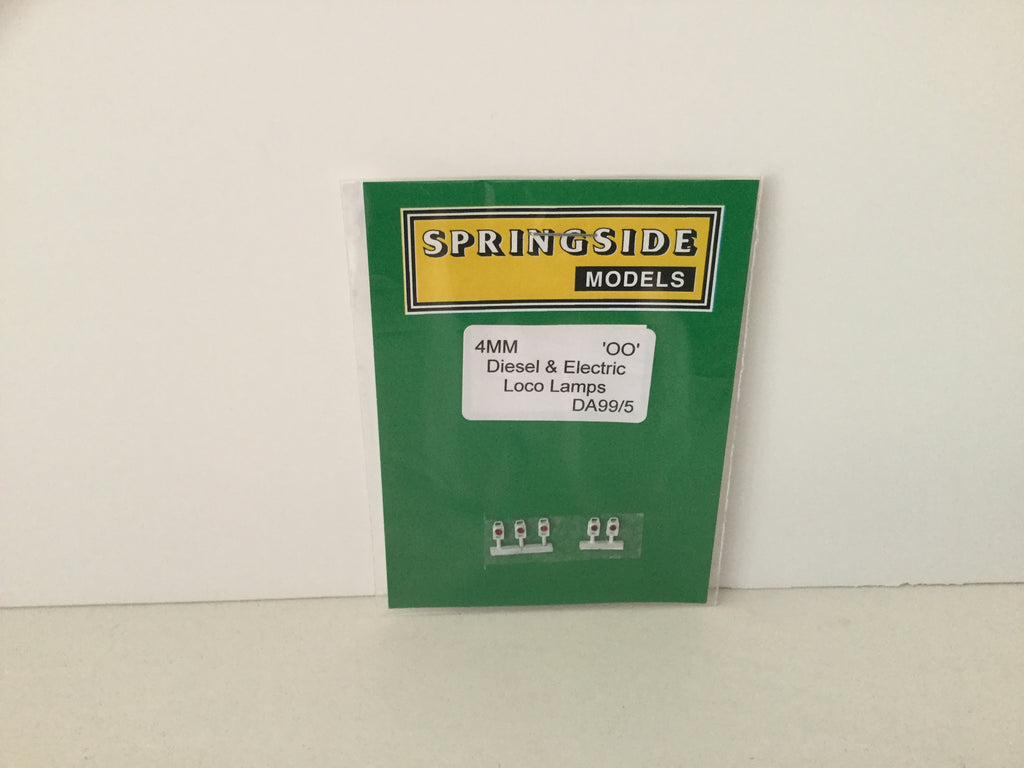 SPRINGSIDE
MODELS
4MM 'OO'
Diesel & Electric
Loco Lamps
DA99/5